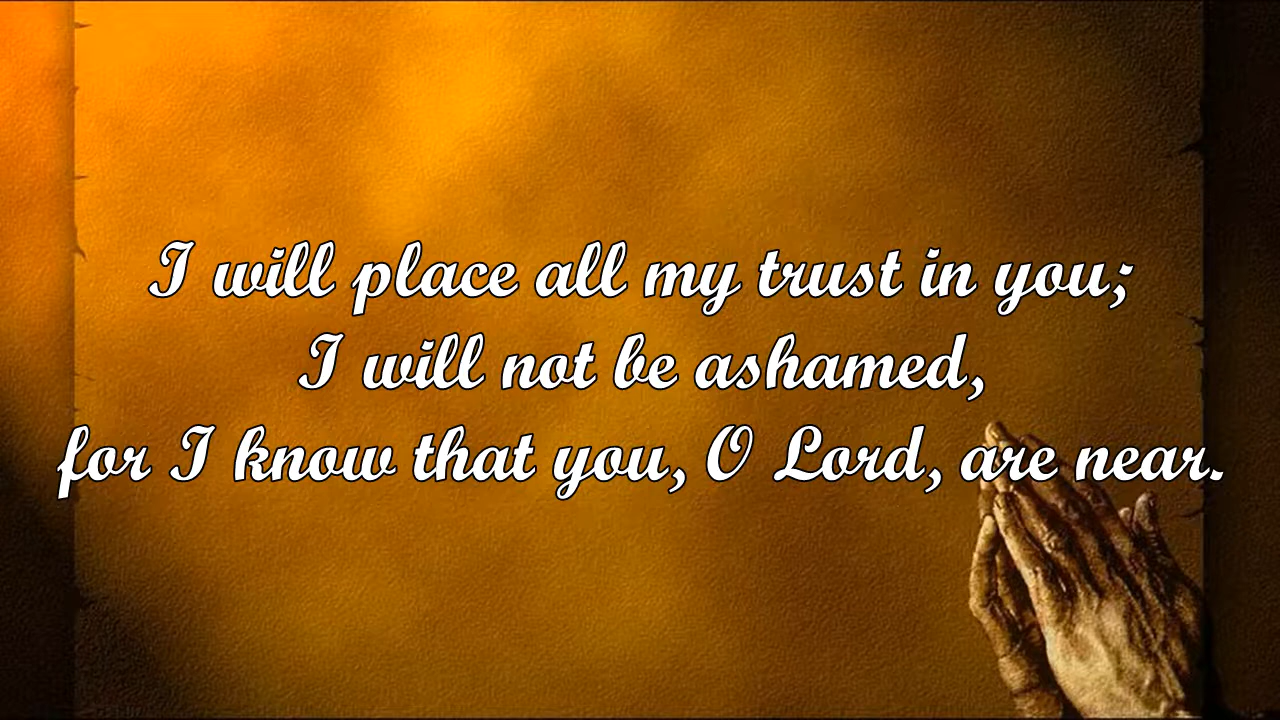 I will place all my trust in you;
I will not be ashamed,
for I know that you, O Lord, are near.